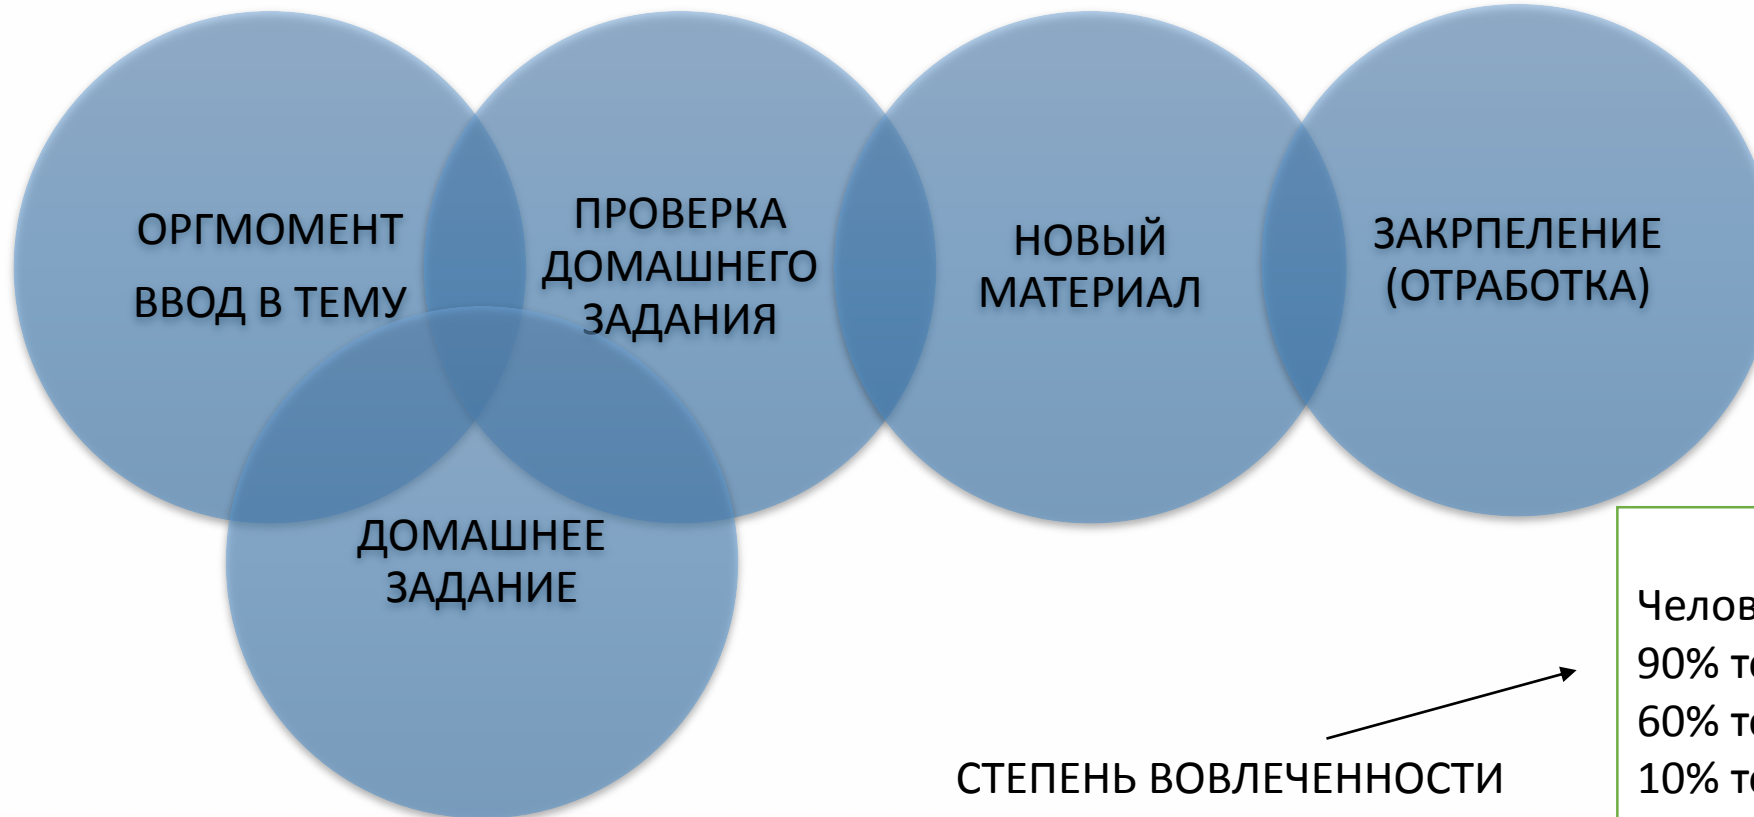 ОРГМОМЕНТ
ВВОД В ТЕМУ
ПРОВЕРКА
ДОМАШНЕГО
ЗАДАНИЯ
НОВЫЙ
МАТЕРИАЛ
ЗАКРПЕЛЕНИЕ
(ОТРАБОТКА)
ДОМАШНЕЕ
ЗАДАНИЕ
СТЕПЕНЬ ВОВЛЕЧЕННОСТИ
90%
60%
10%